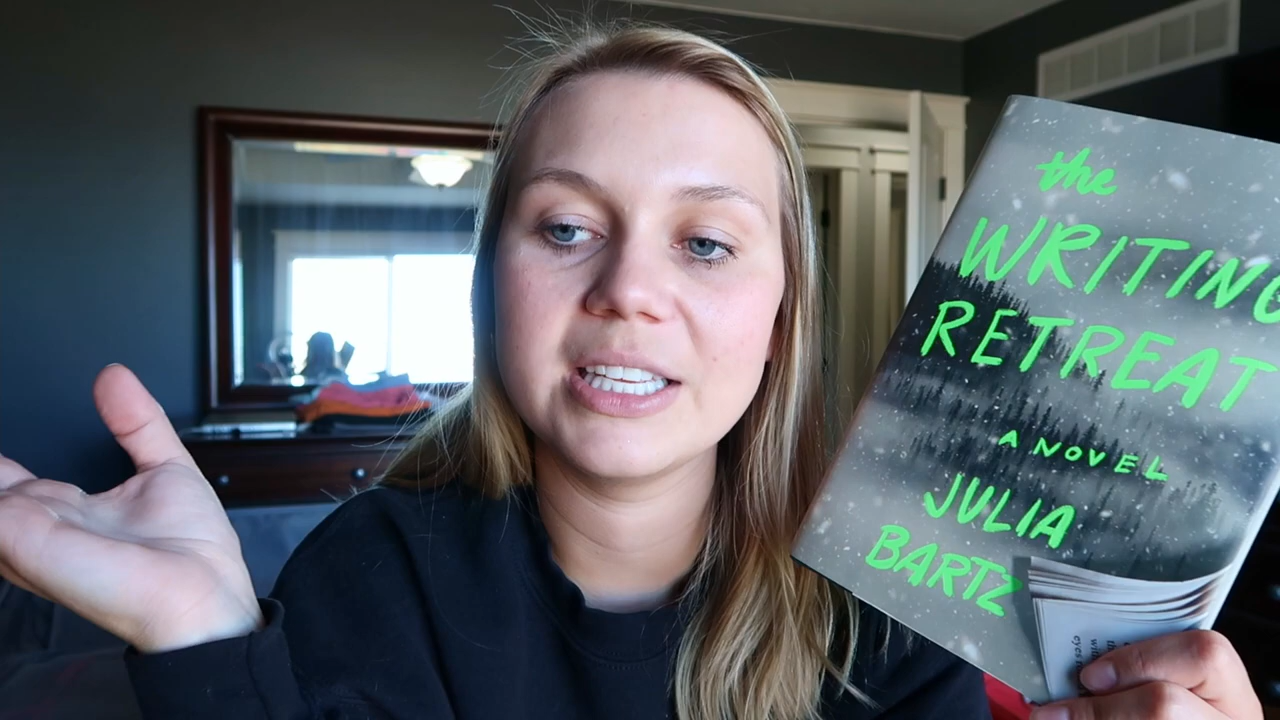 the
WRITING
RETREAT
A NOVEL
JULIA
BARTZ